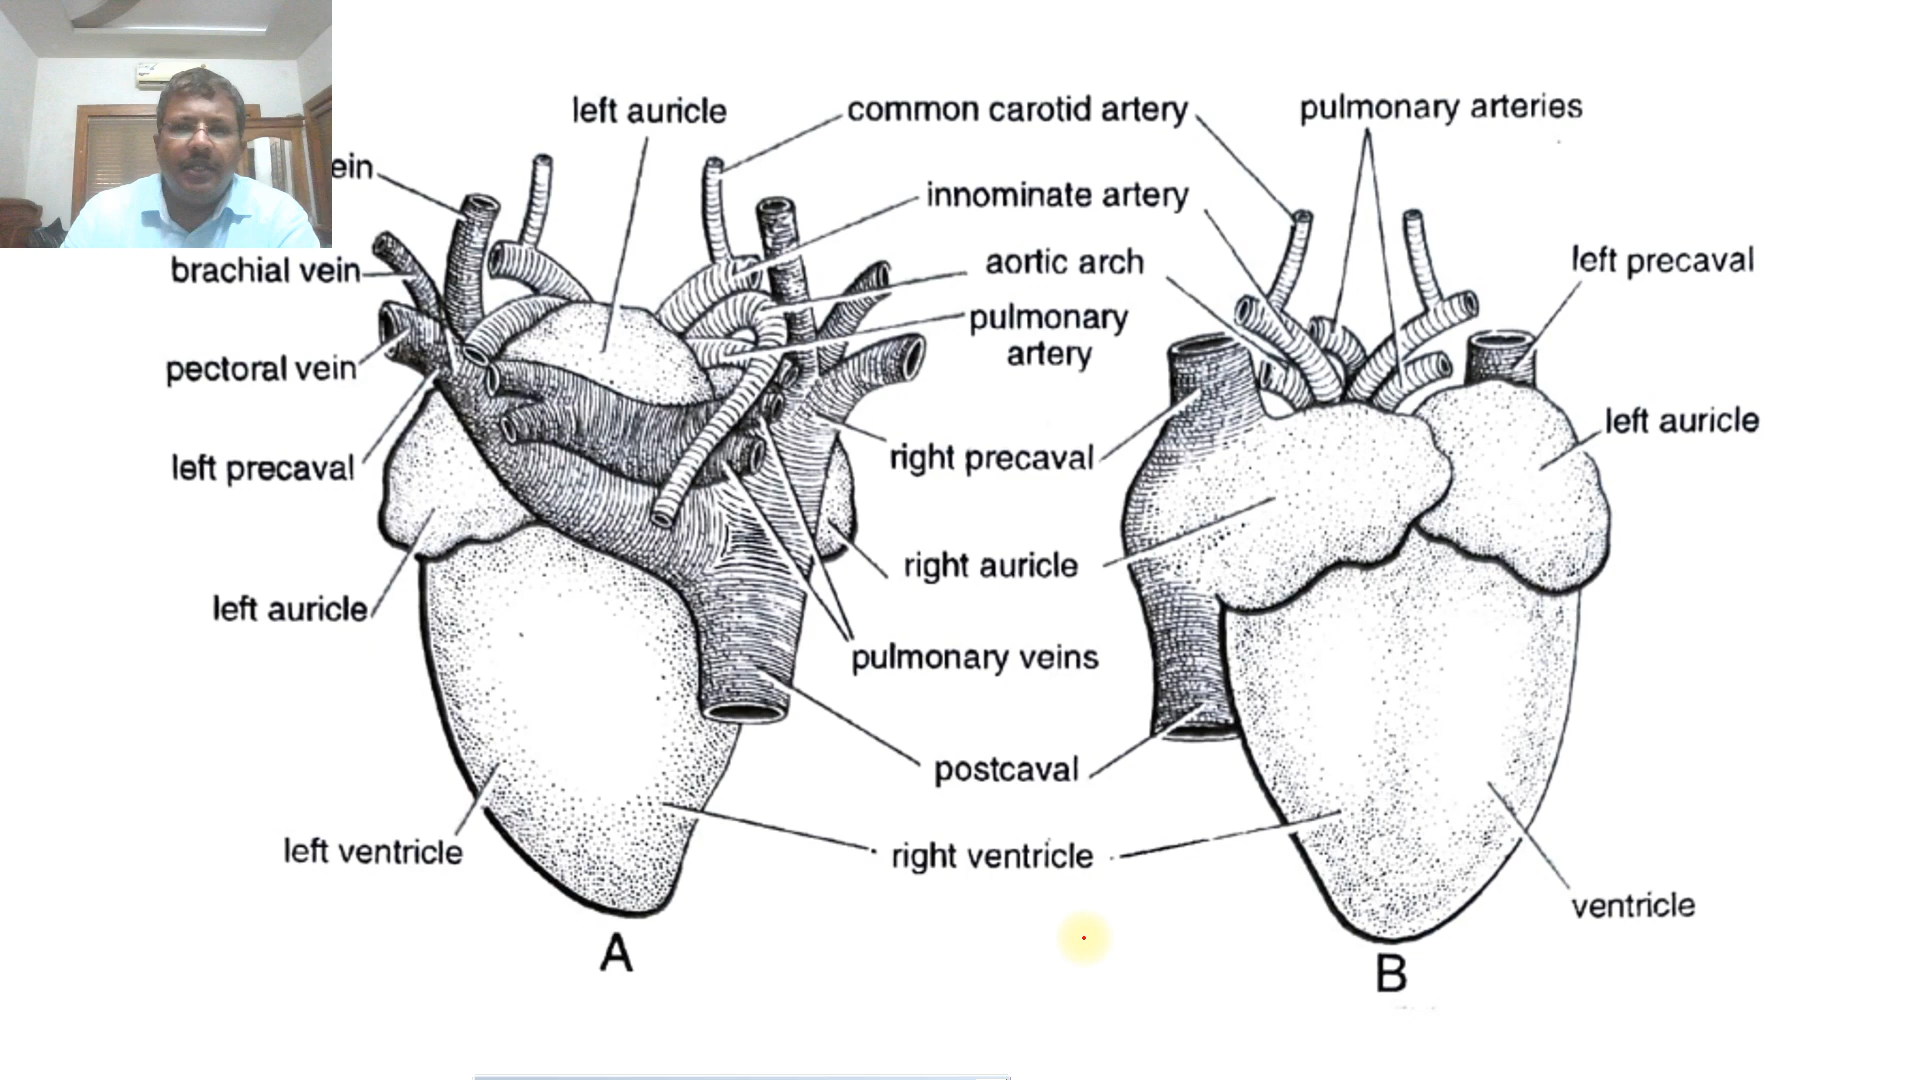 left auricle
common carotid artery
pulmonary arteries
innominate artery
brachial vein
aortic arch
left precaval
pulmonary
artery
pectoral vein
left auricle
left precaval
right precaval
right auricle
left auricle
pulmonary veins
postcaval
left ventricle
right ventricle
ventricle
A
B